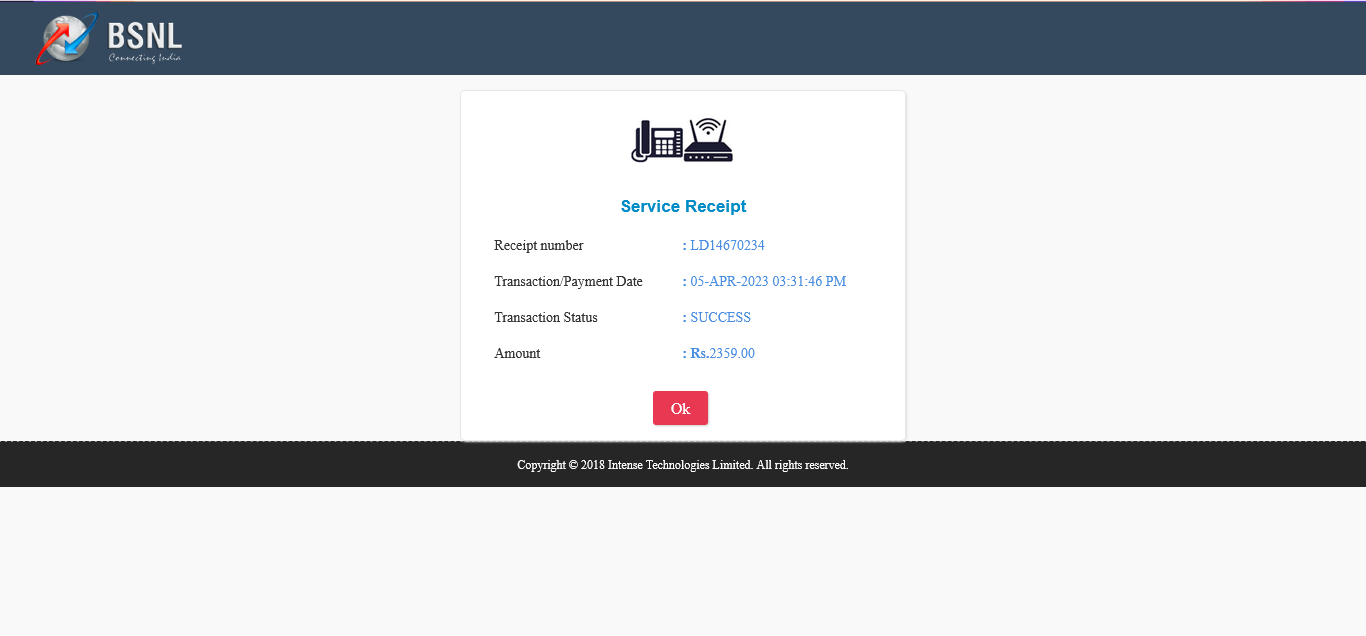 BSNL
Connecting India
Service Receipt
Receipt number : LD14670234
Transaction/Payment Date : 05-APR-2023 03:31:46 PM
Transaction Status : SUCCESS
Amount : Rs.2359.00
Ok
Copyright © 2018 Intense Technologies Limited. All rights reserved.